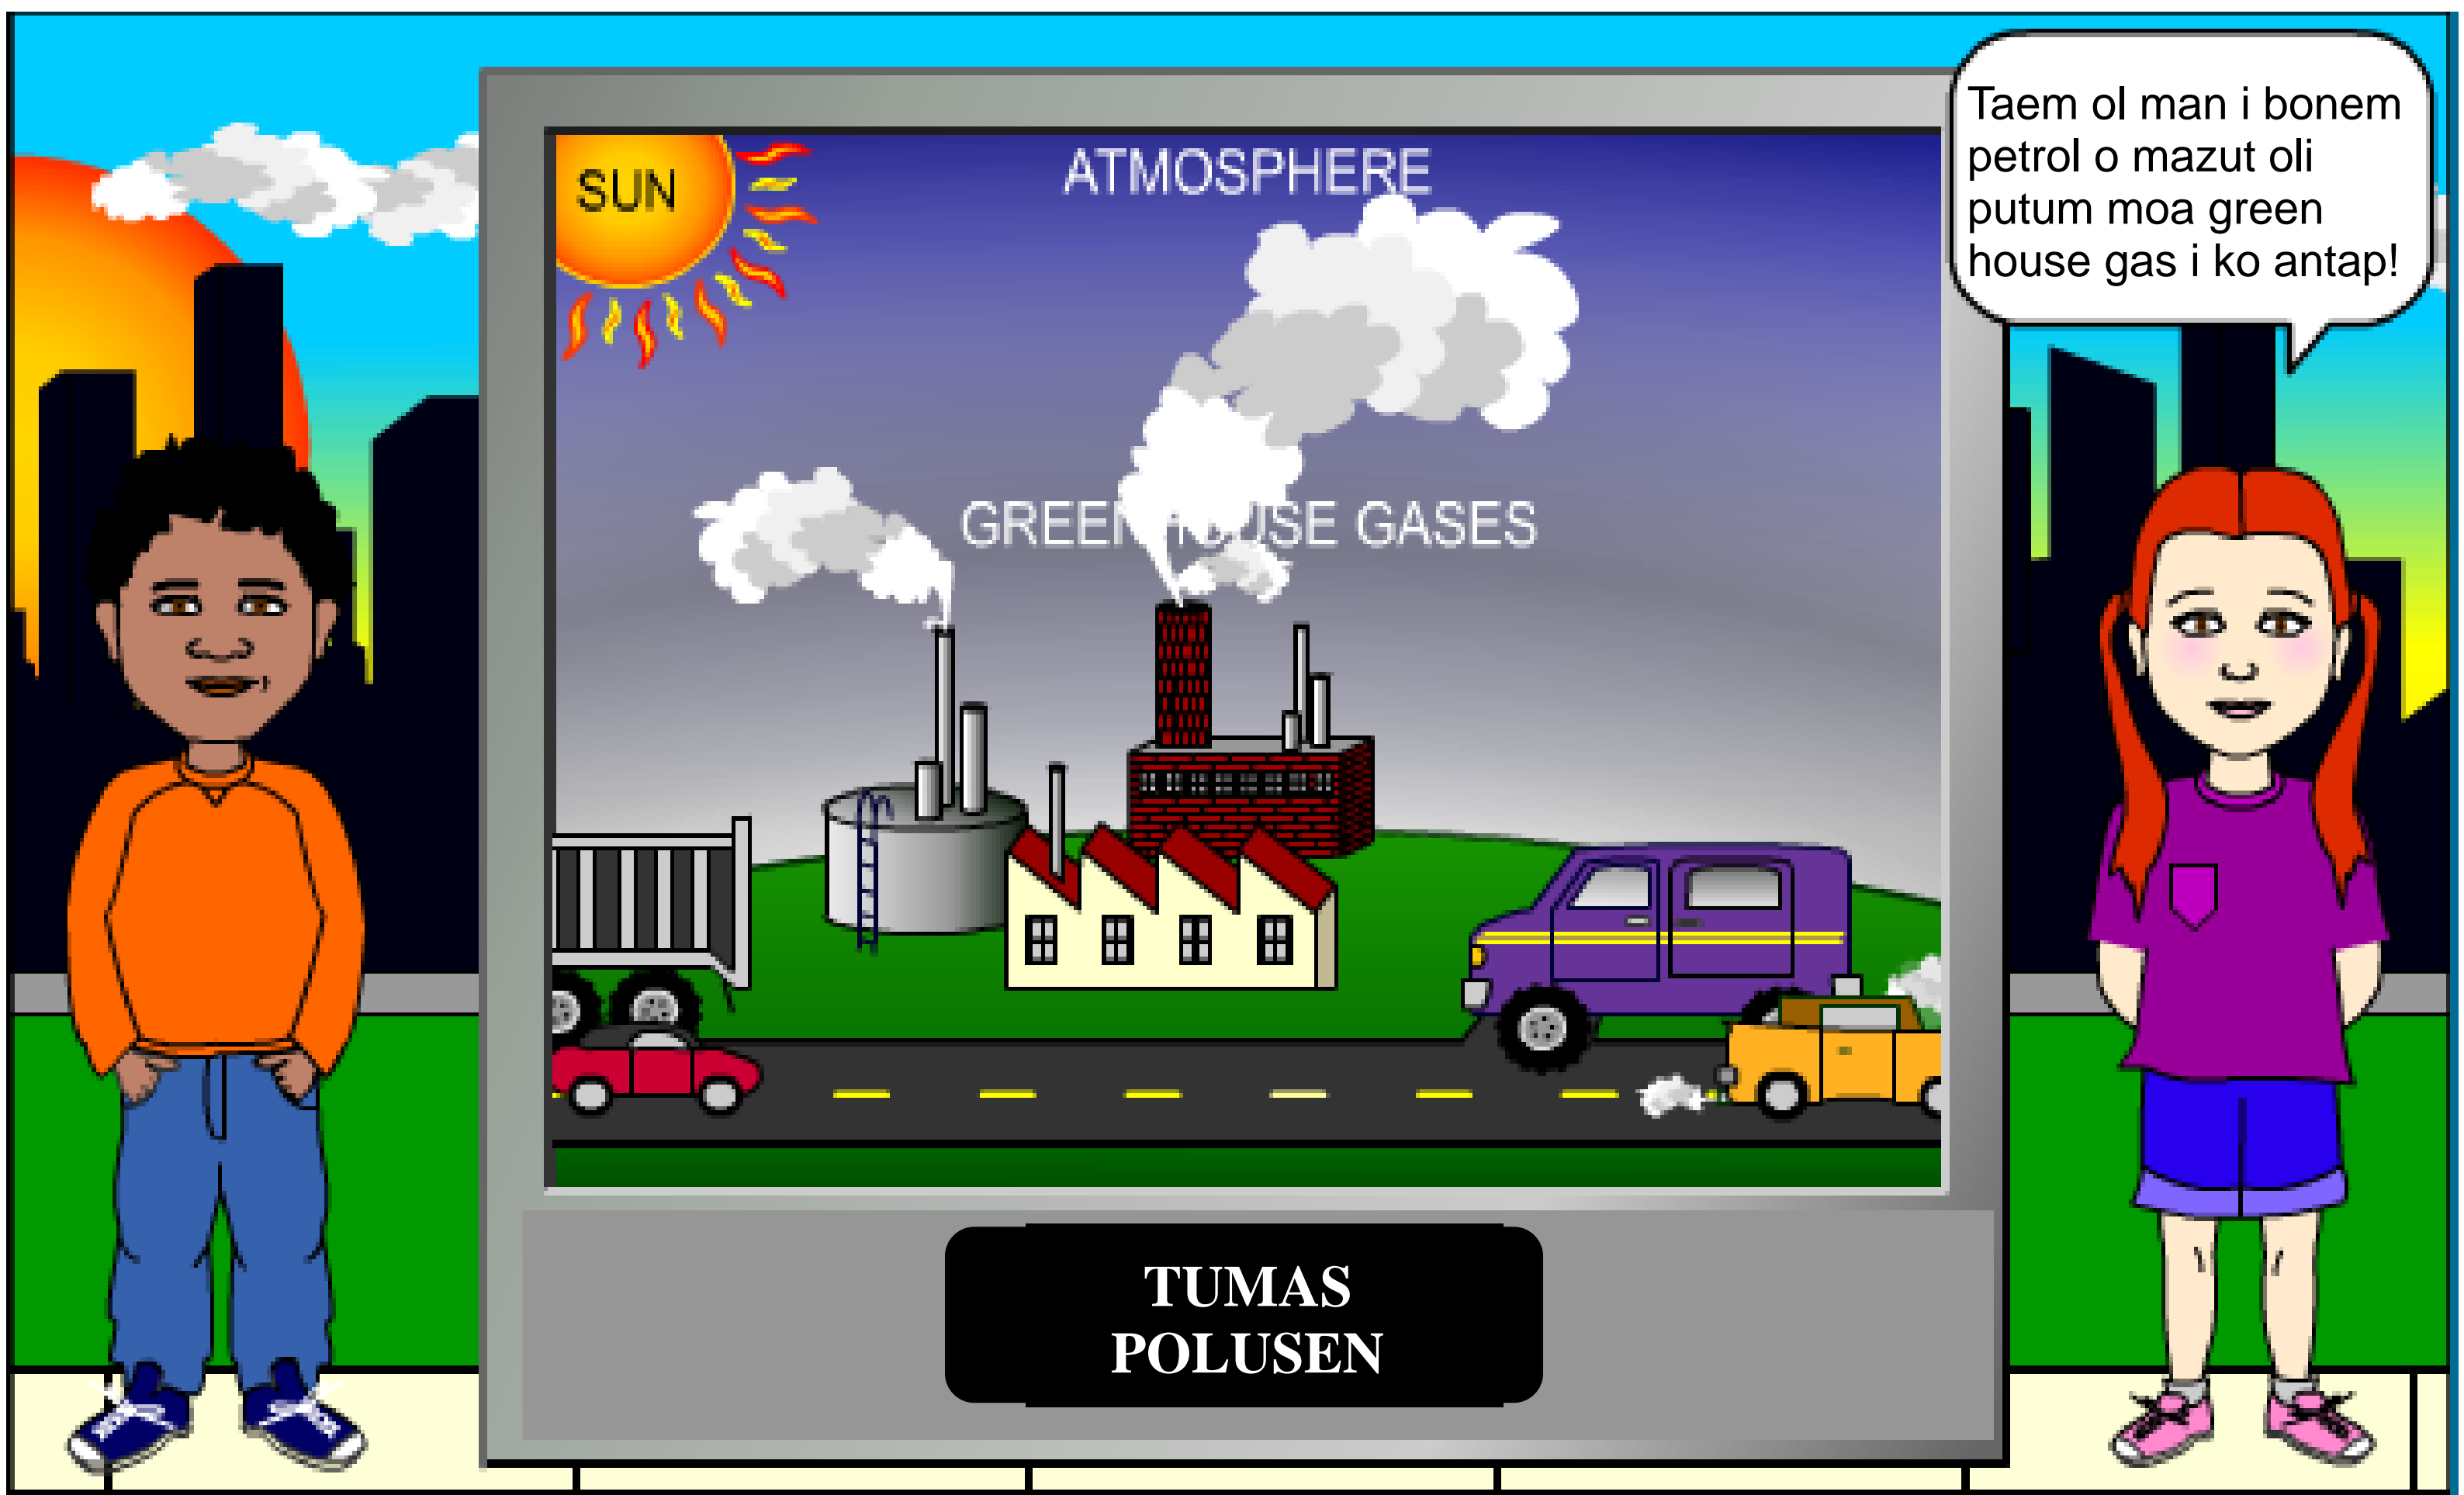 Taem ol man i bonem
petrol o mazut oli
putum moa green
house gas i ko antap!
SUN
ATMOSPHERE
GREEN HOUSE GASES
TUMAS
POLUSEN